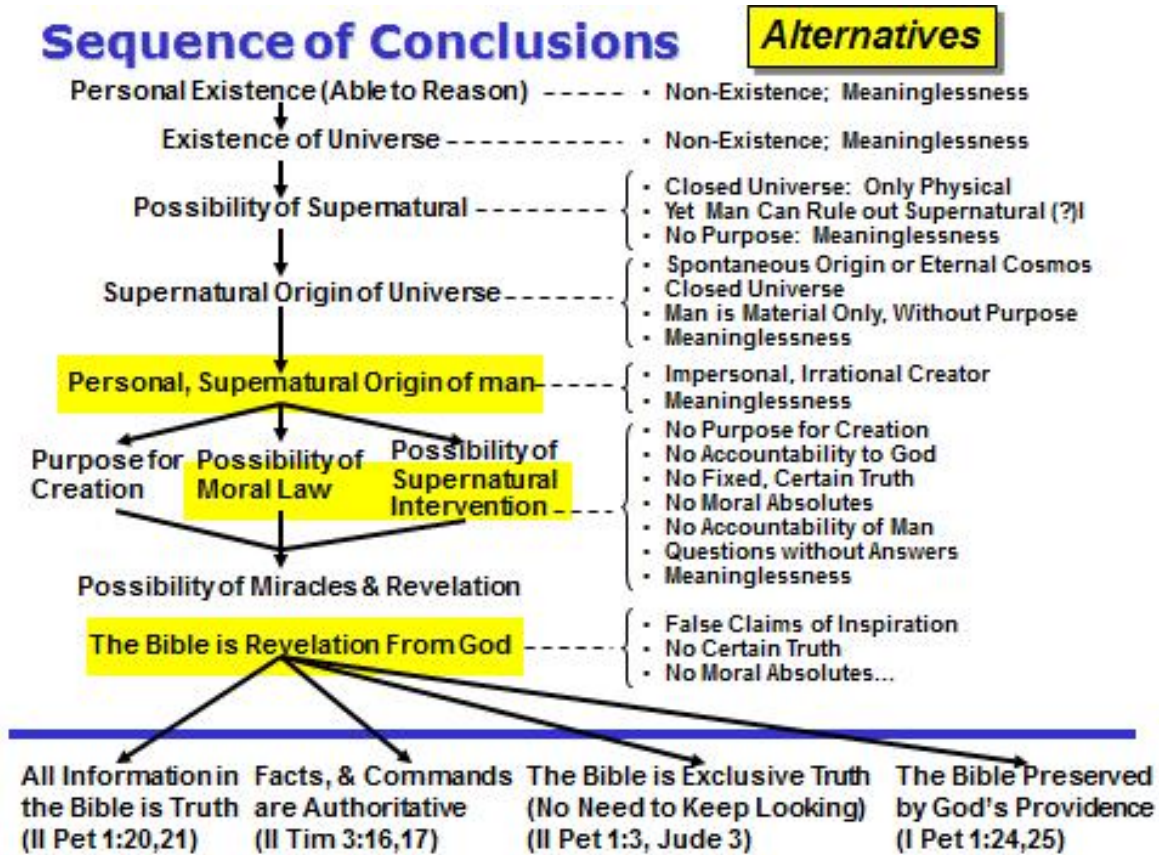 Sequence of Conclusions
Alternatives
Personal Existence (Able to Reason)
• Non-Existence; Meaninglessness
Existence of Universe
• Non-Existence; Meaninglessness
Possibility of Supernatural
• Closed Universe: Only Physical
• Yet Man Can Rule out Supernatural (?)!
• No Purpose: Meaninglessness
Supernatural Origin of Universe
• Spontaneous Origin or Eternal Cosmos
• Closed Universe
• Man is Material Only, Without Purpose
• Meaninglessness
Personal, Supernatural Origin of man
• Impersonal, Irrational Creator
• Meaninglessness
Purpose for
Creation
Possibility of
Moral Law
Possibility of
Supernatural
Intervention
• No Purpose for Creation
• No Accountability to God
• No Fixed, Certain Truth
• No Moral Absolutes
• No Accountability of Man
• Questions without Answers
• Meaninglessness
Possibility of Miracles & Revelation
The Bible is Revelation From God
• False Claims of Inspiration
• No Certain Truth
• No Moral Absolutes...
All Information in
the Bible is Truth
(II Pet 1:20,21)
Facts, & Commands
are Authoritative
(II Tim 3:16,17)
The Bible is Exclusive Truth
(No Need to Keep Looking)
(II Pet 1:3, Jude 3)
The Bible Preserved
by God's Providence
(I Pet 1:24,25)